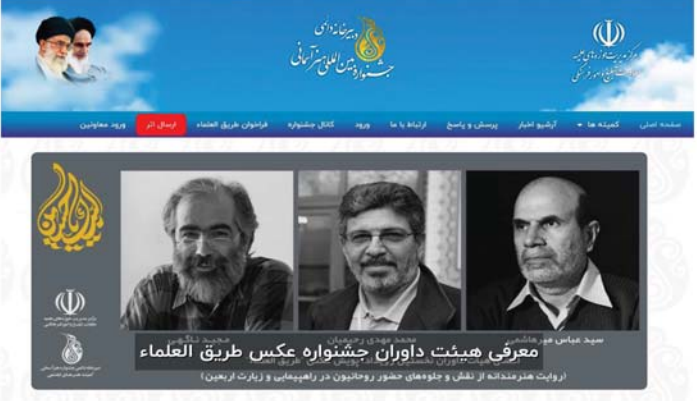 دبیرخانه دائمی
جشنواره بین المللی هنر آسمانی
صفحه اصلی
کمیته ها
آرشیو اخبار
پرسش و پاسخ
ارتباط با ما
ورود
کانال جشنواره
فراخوان طریق العلماء
ارسال اثر
ورود معاونین
سید عباس میرهاشمی
محمد مهدی رحیمیان
مجید ناگهی
معرفی هیئت داوران جشنواره عکس طریق العلماء
(روایت هنرمندانه از نقش و جلوه‌های حضور روحانیون در راهپیمایی و زیارت اربعین)